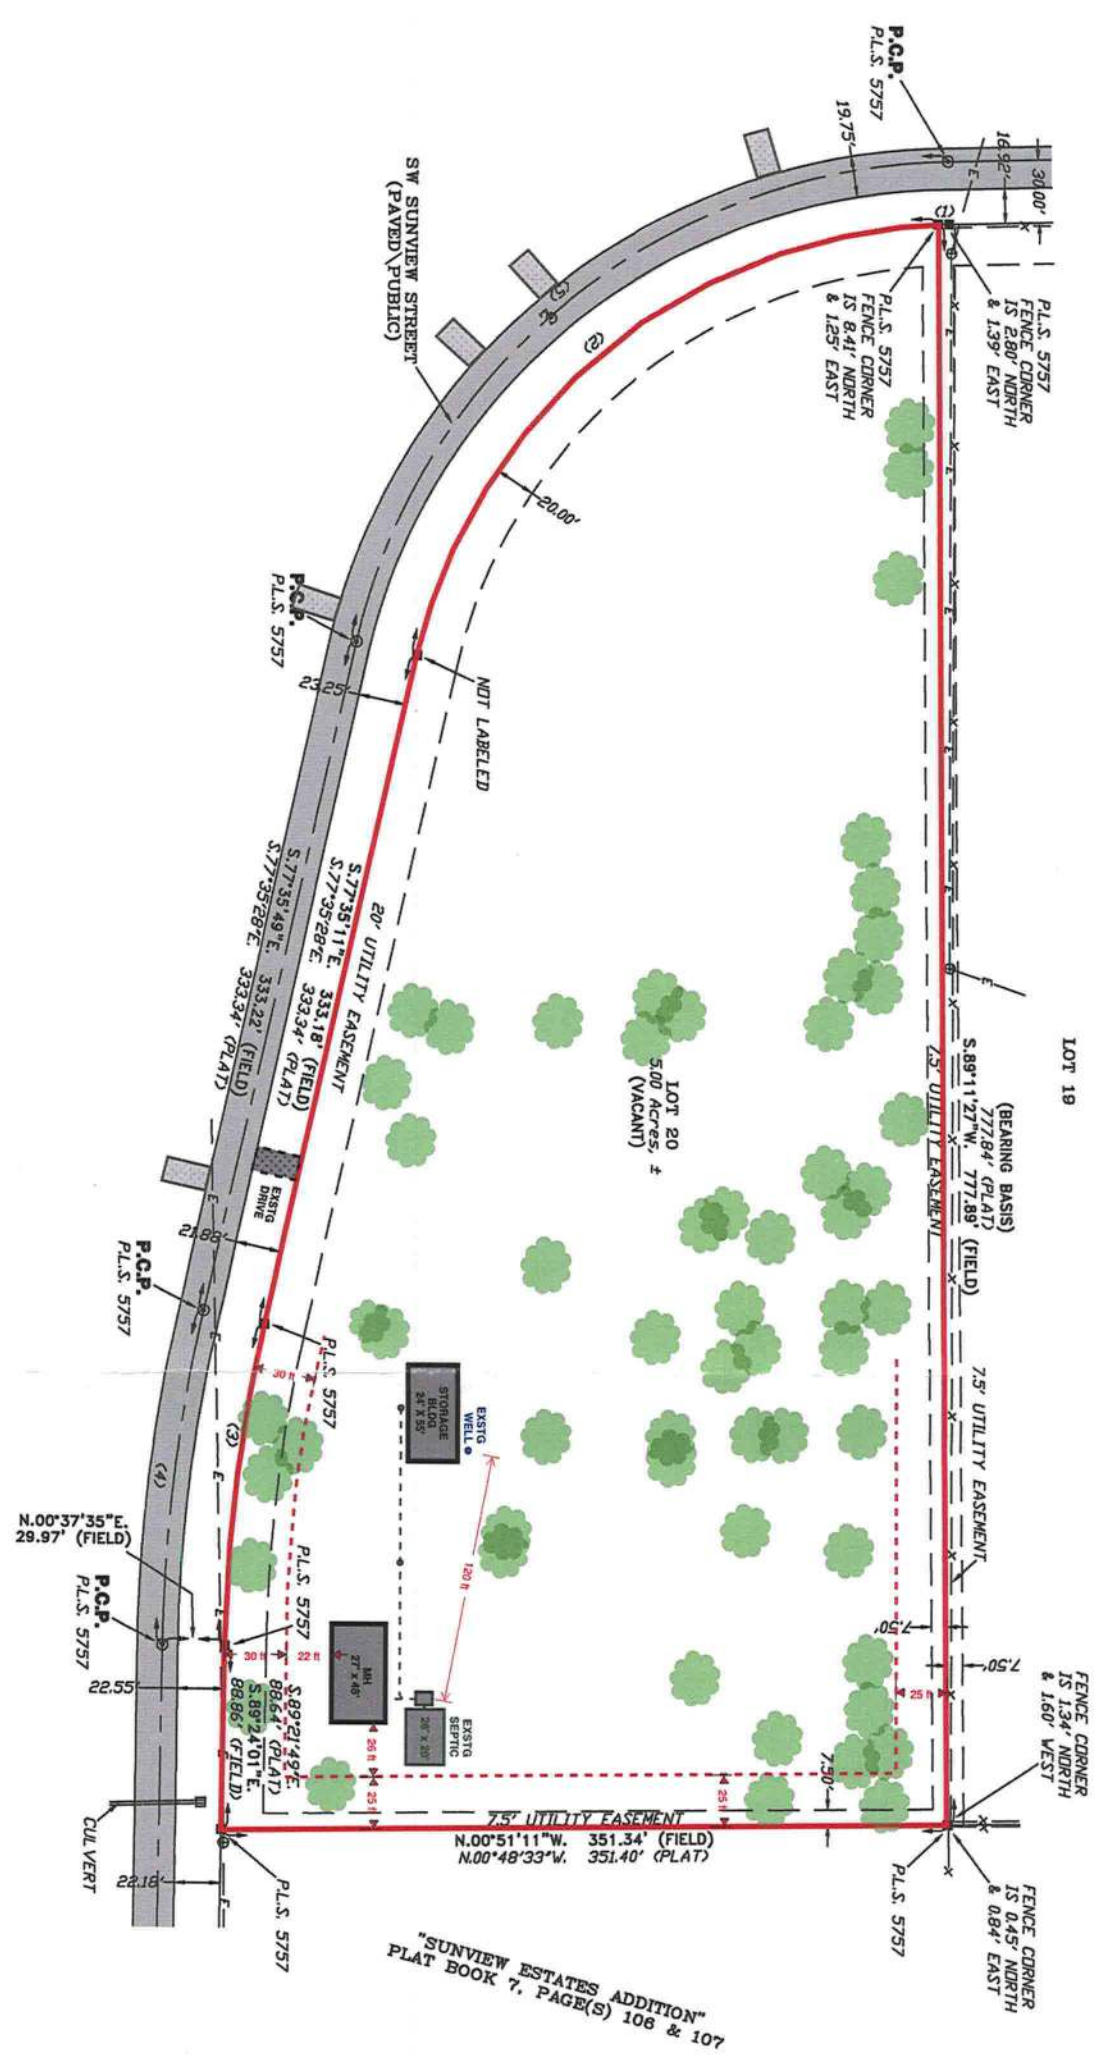 P.C.P.
P.L.S. 5757
19.75'
16.92'
30.00'
E
(1)
SW SUNVIEW STREET
(PAVED\PUBLIC)
(5)
(2)
P.L.S. 5757
FENCE CORNER
IS 8.41' NORTH
& 1.25' EAST
P.L.S. 5757
FENCE CORNER
IS 2.80' NORTH
& 1.39' EAST
20.00'
P.C.P.
P.L.S. 5757
23.25'
NOT LABELED
S.77°35'49"E. 333.22' (FIELD)
S.77°35'28"E. 333.34' (PLAT)
S.77°35'11"E. 333.18' (FIELD)
S.77°35'28"E. 333.34' (PLAT)
20' UTILITY EASEMENT
LOT 20
5.00 Acres, ±
(VACANT)
LOT 19
(BEARING BASIS)
777.84' (PLAT)
S.89°11'27"W. 777.89' (FIELD)
7.5' UTILITY EASEMENT
7.5' UTILITY EASEMENT
EXSTG
DRIVE
21.88'
P.C.P.
P.L.S. 5757
P.L.S. 5757
30 ft
(3)
(4)
STORAGE
BLDG
24' X 55'
EXSTG
WELL
120 ft
N.00°37'35"E.
29.97' (FIELD)
P.C.P.
P.L.S. 5757
P.L.S. 5757
30 ft
22 ft
MH
27' x 48'
EXSTG
SEPTIC
26 ft
25 ft
25 ft
25 ft
7.50'
7.50'
7.50'
22.55'
S.89°21'49"E.
88.64' (PLAT)
S.89°24'01"E.
88.86' (FIELD)
7.5' UTILITY EASEMENT
N.00°51'11"W. 351.34' (FIELD)
N.00°48'33"W. 351.40' (PLAT)
FENCE CORNER
IS 1.34' NORTH
& 1.60' WEST
FENCE CORNER
IS 0.45' NORTH
& 0.84' EAST
P.L.S. 5757
P.L.S. 5757
CULVERT
22.18'
"SUNVIEW ESTATES ADDITION"
PLAT BOOK 7, PAGE(S) 106 & 107